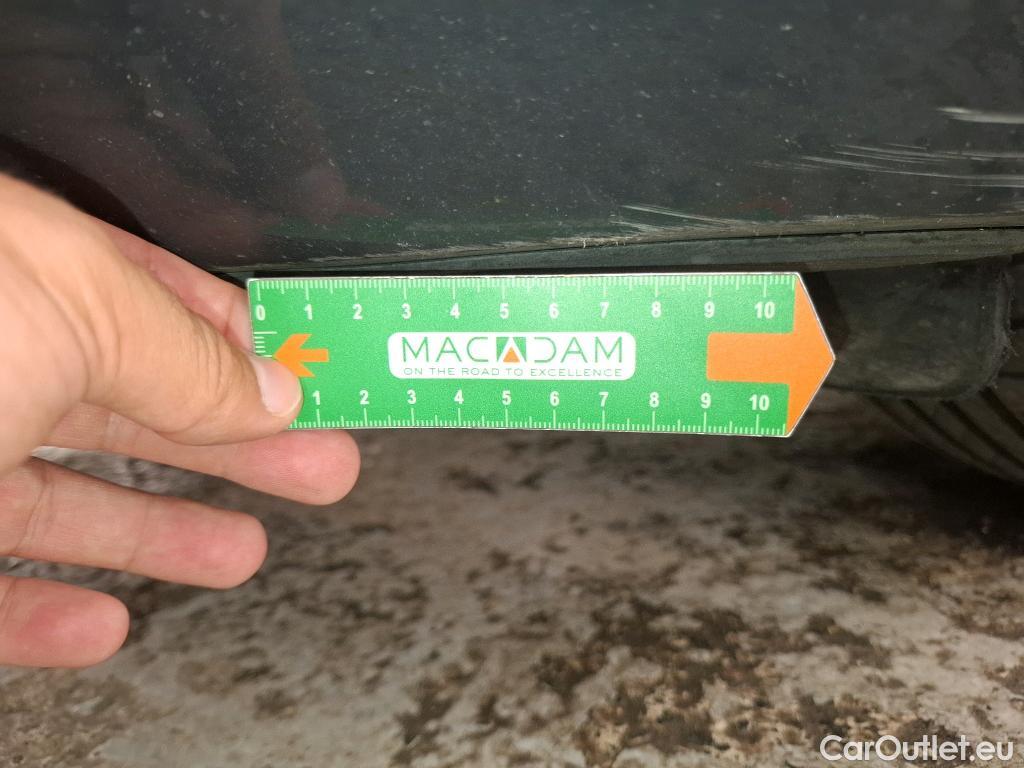 0 1 2 3 4 5 6 7 8 9 10
MACADAM
ON THE ROAD TO EXCELLENCE
1 2 3 4 5 6 7 8 9 10
CarOutlet.eu